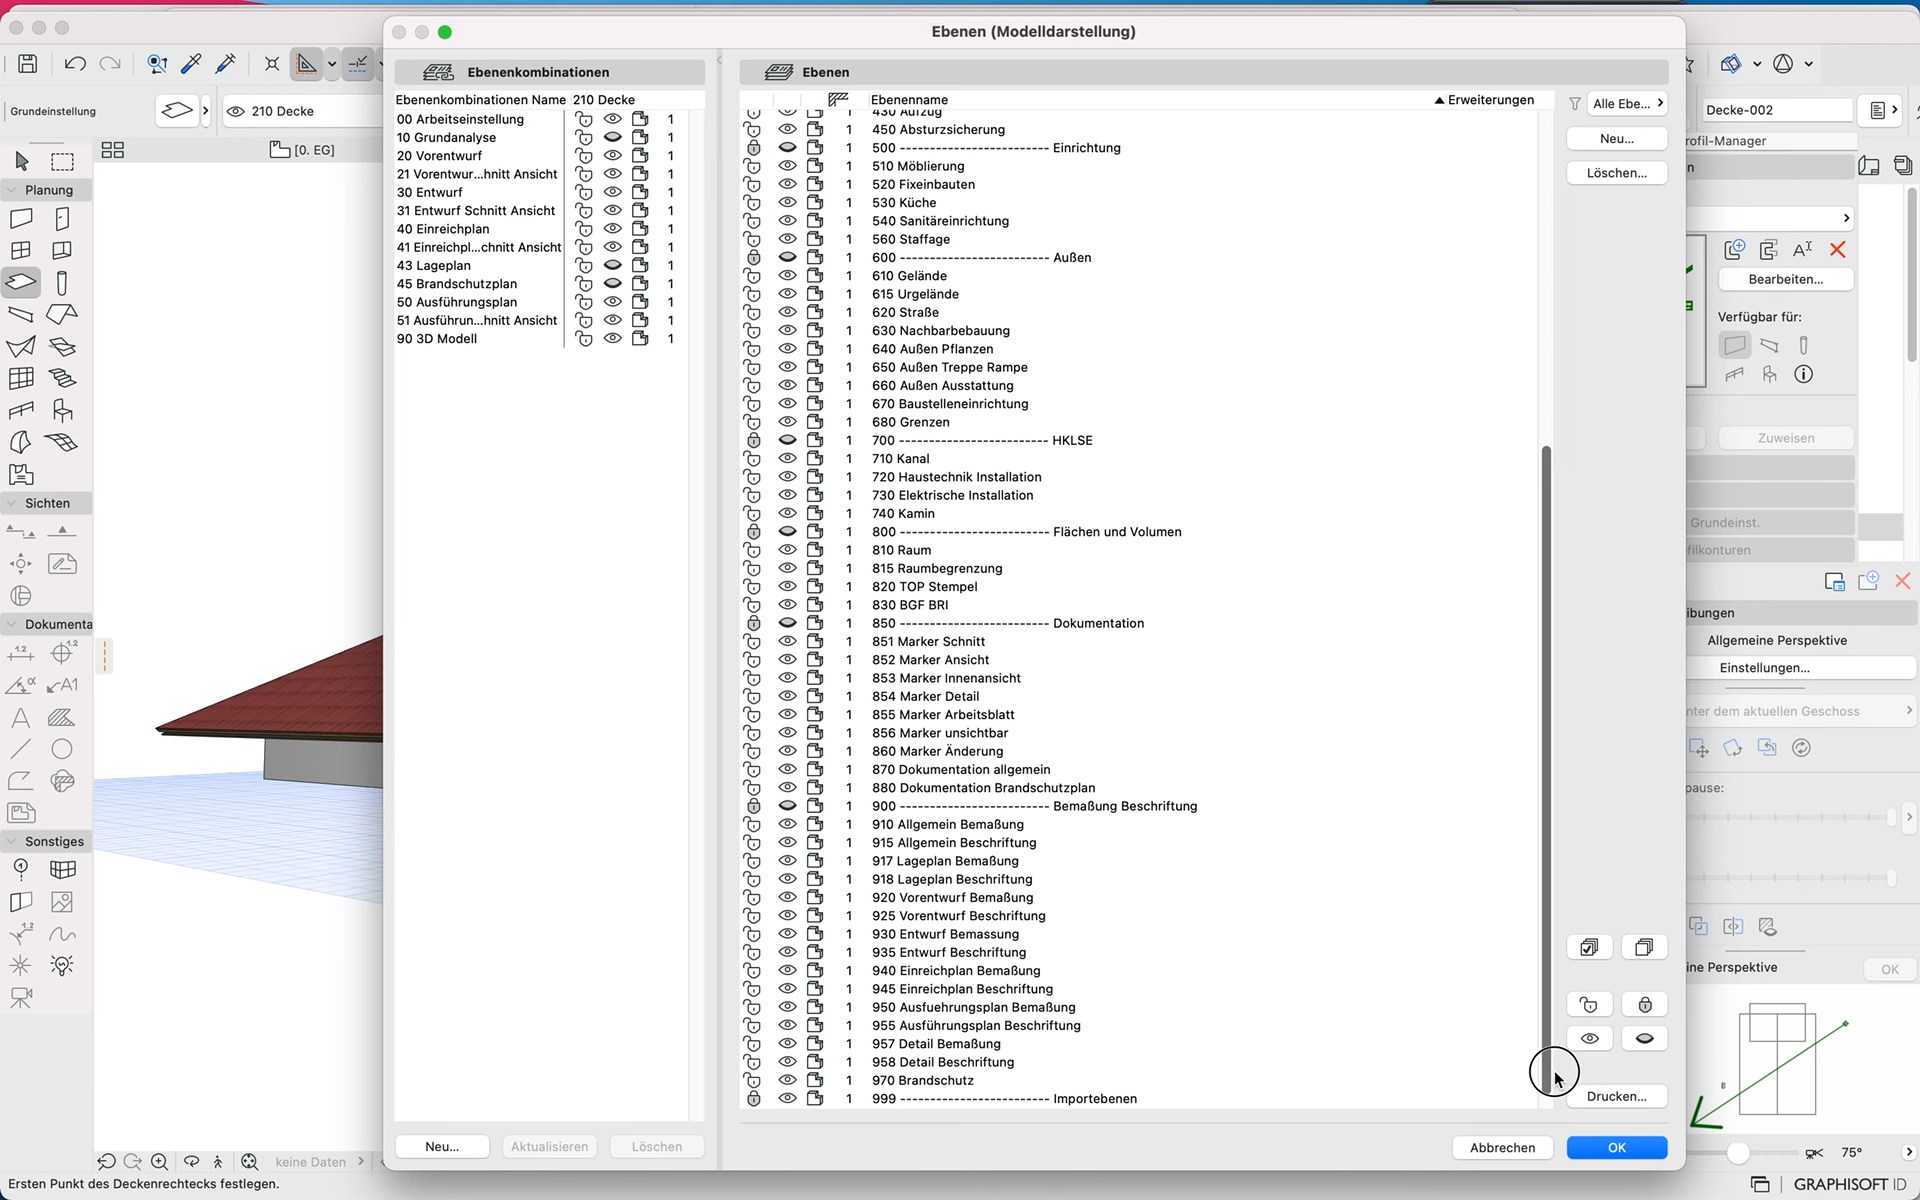 Ebenen (Modelldarstellung)
Grundeinstellung
210 Decke
[0. EG]
Planung
Sichten
Dokumenta
1.2
1.2
A1
A
Sonstiges
1.2
keine Daten
Ersten Punkt des Deckenrechtecks festlegen.
Ebenenkombinationen
Ebenenkombinationen Name
210 Decke
00 Arbeitseinstellung 1
10 Grundanalyse 1
20 Vorentwurf 1
21 Vorentwur...hnitt Ansicht 1
30 Entwurf 1
31 Entwurf Schnitt Ansicht 1
40 Einreichplan 1
41 Einreichpl...chnitt Ansicht 1
43 Lageplan 1
45 Brandschutzplan 1
50 Ausführungsplan 1
51 Ausführun...hnitt Ansicht 1
90 3D Modell 1
Neu...
Aktualisieren
Löschen
Ebenen
Ebenenname
Erweiterungen
430 Aufzug
1 450 Absturzsicherung
1 500 ------------------------- Einrichtung
1 510 Möblierung
1 520 Fixeinbauten
1 530 Küche
1 540 Sanitäreinrichtung
1 560 Staffage
1 600 ------------------------- Außen
1 610 Gelände
1 615 Urgelände
1 620 Straße
1 630 Nachbarbebauung
1 640 Außen Pflanzen
1 650 Außen Treppe Rampe
1 660 Außen Ausstattung
1 670 Baustelleneinrichtung
1 680 Grenzen
1 700 ------------------------- HKLSE
1 710 Kanal
1 720 Haustechnik Installation
1 730 Elektrische Installation
1 740 Kamin
1 800 ------------------------- Flächen und Volumen
1 810 Raum
1 815 Raumbegrenzung
1 820 TOP Stempel
1 830 BGF BRI
1 850 ------------------------- Dokumentation
1 851 Marker Schnitt
1 852 Marker Ansicht
1 853 Marker Innenansicht
1 854 Marker Detail
1 855 Marker Arbeitsblatt
1 856 Marker unsichtbar
1 860 Marker Änderung
1 870 Dokumentation allgemein
1 880 Dokumentation Brandschutzplan
1 900 ------------------------- Bemaßung Beschriftung
1 910 Allgemein Bemaßung
1 915 Allgemein Beschriftung
1 917 Lageplan Bemaßung
1 918 Lageplan Beschriftung
1 920 Vorentwurf Bemaßung
1 925 Vorentwurf Beschriftung
1 930 Entwurf Bemassung
1 935 Entwurf Beschriftung
1 940 Einreichplan Bemaßung
1 945 Einreichplan Beschriftung
1 950 Ausfuehrungsplan Bemaßung
1 955 Ausführungsplan Beschriftung
1 957 Detail Bemaßung
1 958 Detail Beschriftung
1 970 Brandschutz
1 999 ------------------------- Importebenen
Alle Ebe...
Neu...
Löschen...
Drucken...
Abbrechen
OK
Decke-002
rofil-Manager
n
Bearbeiten...
Verfügbar für:
Zuweisen
Grundeinst.
filkonturen
ibungen
Allgemeine Perspektive
Einstellungen...
nter dem aktuellen Geschoss
pause:
ine Perspektive
OK
75°
GRAPHISOFT ID